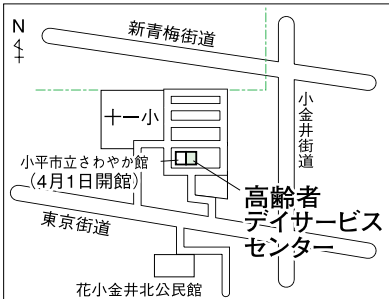 N
新青梅街道
十一小
小金井街道
小平市立さわやか館
(4月1日開館)
高齢者
デイサービス
センター
東京街道
花小金井北公民館